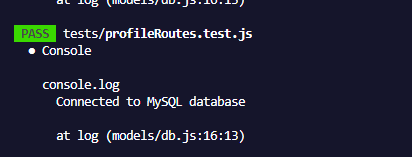 at log (models/db.js:16:13)
PASS tests/profileRoutes.test.js
● Console
console.log
Connected to MySQL database
at log (models/db.js:16:13)